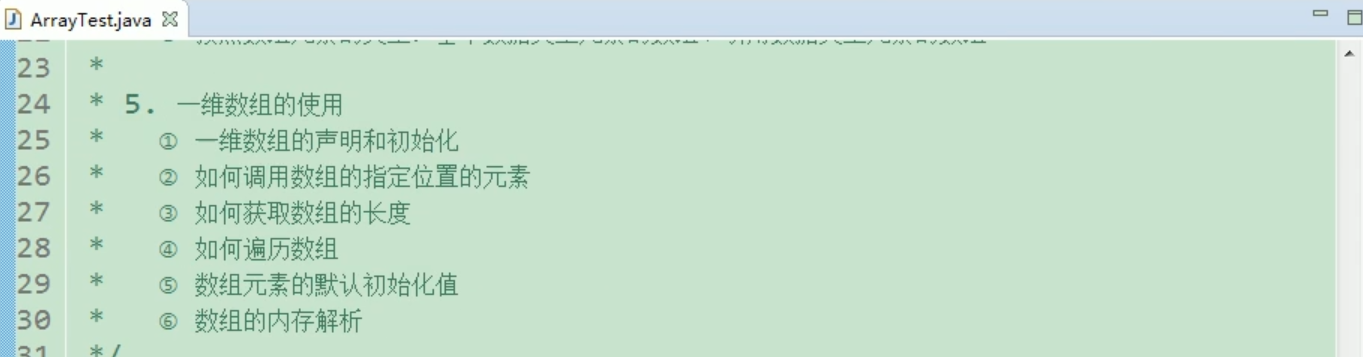 ArrayTest.java
23 *
24 * 5. 一维数组的使用
25 * ① 一维数组的声明和初始化
26 * ② 如何调用数组的指定位置的元素
27 * ③ 如何获取数组的长度
28 * ④ 如何遍历数组
29 * ⑤ 数组元素的默认初始化值
30 * ⑥ 数组的内存解析
31 */